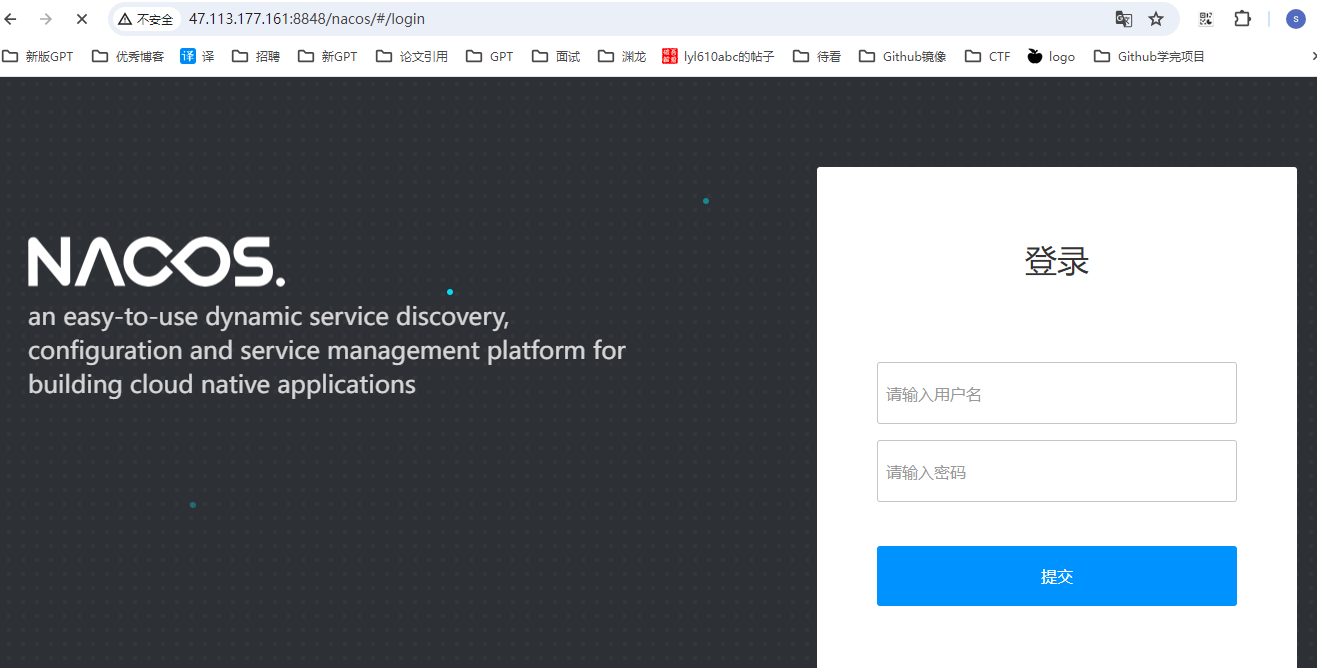 不安全 47.113.177.161:8848/nacos/#/login S
新版GPT 优秀博客 译 译 招聘 新GPT 论文引用 GPT 面试 渊龙 破吾解爱 lyl610abc的帖子 待看 Github镜像 CTF logo Github学完项目
NACOS.
an easy-to-use dynamic service discovery,
configuration and service management platform for
building cloud native applications
登录
请输入用户名
请输入密码
提交